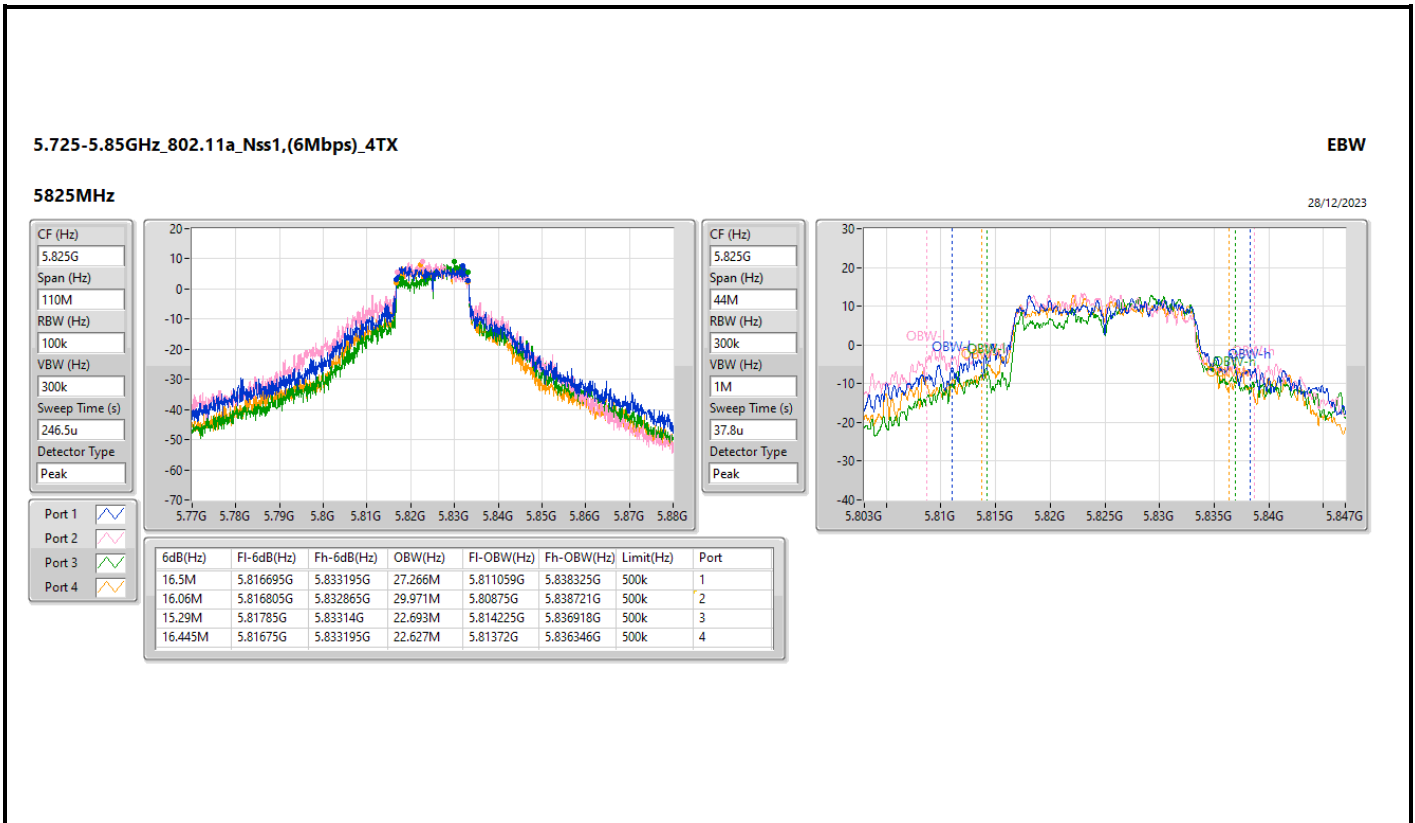 5.725-5.85GHz_802.11a_Nss1,(6Mbps)_4TX
EBW
5825MHz
28/12/2023
CF (Hz)
5.825G
Span (Hz)
110M
RBW (Hz)
100k
VBW (Hz)
300k
Sweep Time (s)
246.5u
Detector Type
Peak
20
10
0
-10
-20
-30
-40
-50
-60
-70
5.77G 5.78G 5.79G 5.8G 5.81G 5.82G 5.83G 5.84G 5.85G 5.86G 5.87G 5.88G
CF (Hz)
5.825G
Span (Hz)
44M
RBW (Hz)
300k
VBW (Hz)
1M
Sweep Time (s)
37.8u
Detector Type
Peak
30
20
10
0
-10
-20
-30
-40
OBW-l
OBW-h
5.803G 5.81G 5.815G 5.82G 5.825G 5.83G 5.835G 5.84G 5.847G
Port 1
Port 2
Port 3
Port 4
6dB(Hz) Fl-6dB(Hz) Fh-6dB(Hz) OBW(Hz) Fl-OBW(Hz) Fh-OBW(Hz) Limit(Hz) Port
16.5M 5.816695G 5.833195G 27.266M 5.811059G 5.838325G 500k 1
16.06M 5.816805G 5.832865G 29.971M 5.80875G 5.838721G 500k 2
15.29M 5.81785G 5.83314G 22.693M 5.814225G 5.836918G 500k 3
16.445M 5.81675G 5.833195G 22.627M 5.81372G 5.836346G 500k 4